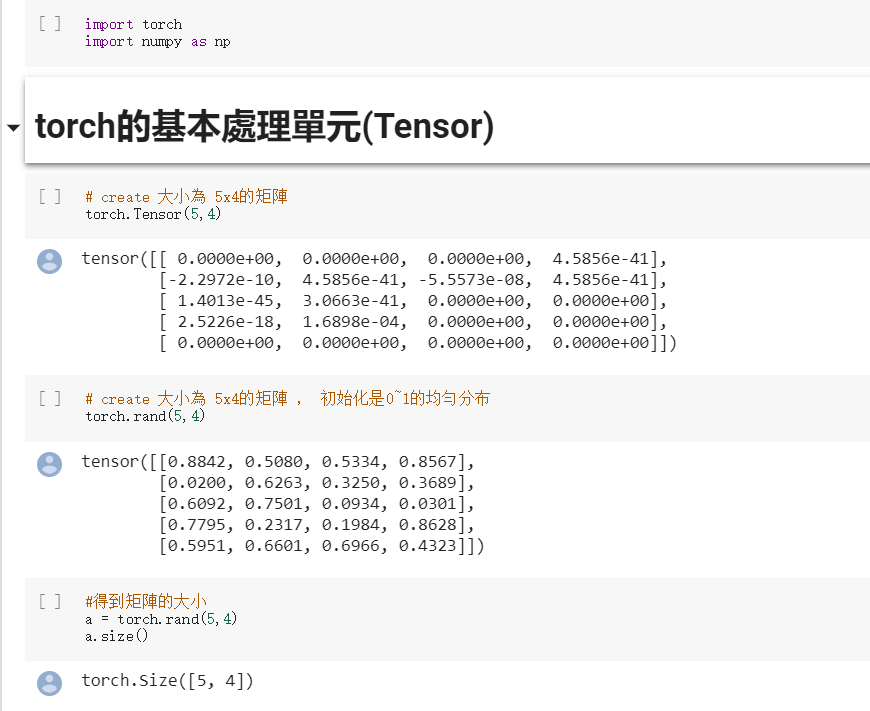 [ ] import torch
import numpy as np
torch的基本處理單元(Tensor)
[ ] # create 大小為 5x4的矩陣
torch.Tensor(5,4)
tensor([[ 0.0000e+00,  0.0000e+00,  0.0000e+00,  4.5856e-41],
[-2.2972e-10,  4.5856e-41, -5.5573e-08,  4.5856e-41],
[ 1.4013e-45,  3.0663e-41,  0.0000e+00,  0.0000e+00],
[ 2.5226e-18,  1.6898e-04,  0.0000e+00,  0.0000e+00],
[ 0.0000e+00,  0.0000e+00,  0.0000e+00,  0.0000e+00]])
[ ] # create 大小為 5x4的矩陣 ， 初始化是0~1的均勻分布
torch.rand(5,4)
tensor([[0.8842, 0.5080, 0.5334, 0.8567],
[0.0200, 0.6263, 0.3250, 0.3689],
[0.6092, 0.7501, 0.0934, 0.0301],
[0.7795, 0.2317, 0.1984, 0.8628],
[0.5951, 0.6601, 0.6966, 0.4323]])
[ ] #得到矩陣的大小
a = torch.rand(5,4)
a.size()
torch.Size([5, 4])